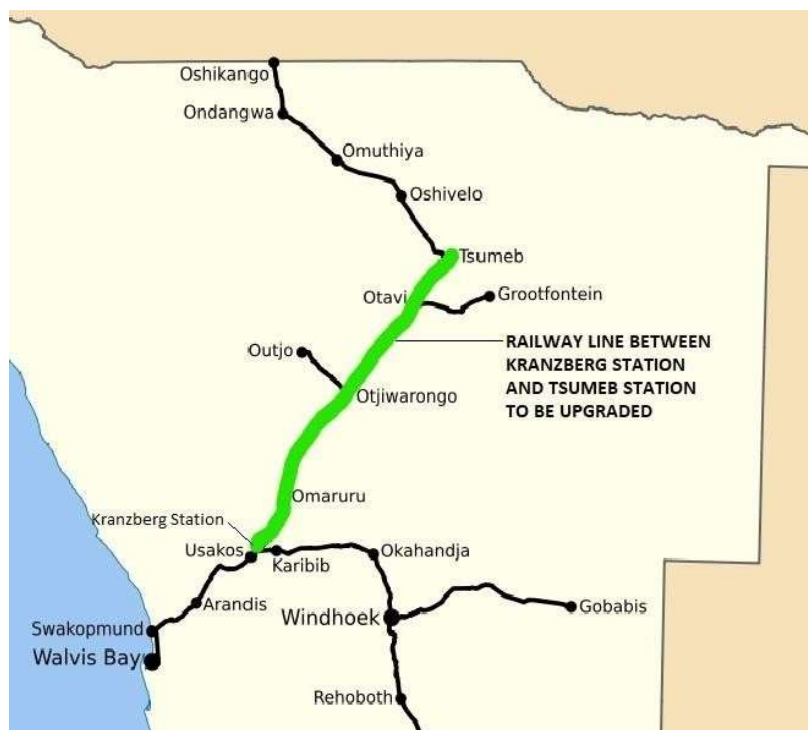 Oshikango
Ondangwa
Omuthiya
Oshivelo
Tsumeb
Otavi
Grootfontein
RAILWAY LINE BETWEEN
KRANZBERG STATION
AND TSUMEB STATION
TO BE UPGRADED
Outjo
Otjiwarongo
Omaruru
Kranzberg Station
Usakos
Karibib
Okahandja
Arandis
Windhoek
Gobabis
Swakopmund
Walvis Bay
Rehoboth